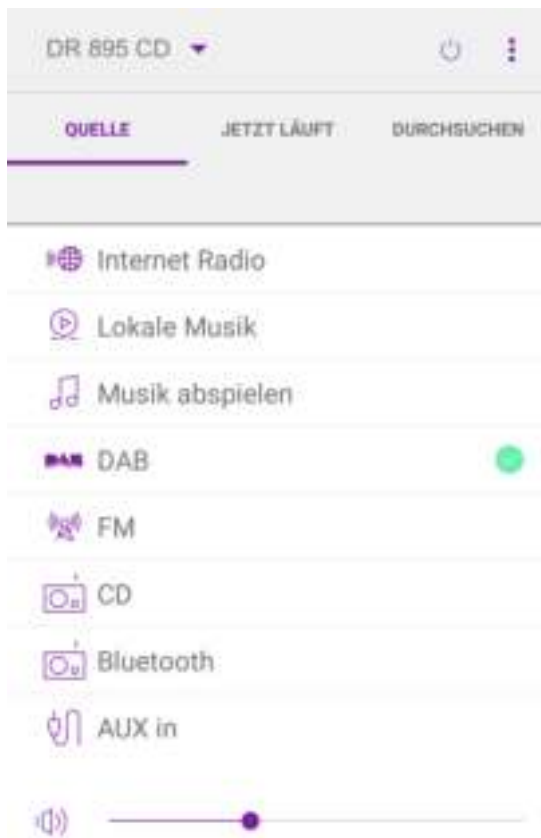 DR 895 CD
QUELLE JETZT LÄUFT DURCHSUCHEN
Internet Radio
Lokale Musik
Musik abspielen
DAB DAB
FM
CD
Bluetooth
AUX in